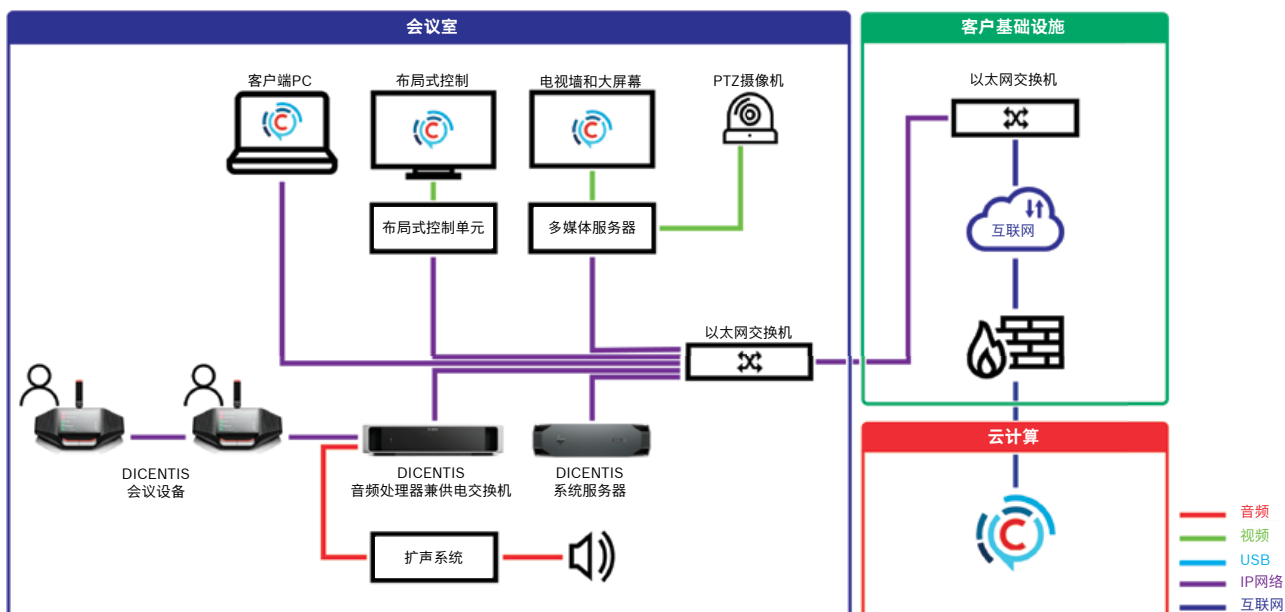 会议室
客户基础设施
客户端PC
布局式控制
电视墙和大屏幕
PTZ摄像机
以太网交换机
布局式控制单元
多媒体服务器
互联网
以太网交换机
DICENTIS
会议设备
DICENTIS
音频处理器兼供电交换机
DICENTIS
系统服务器
扩声系统
云计算
音频
视频
USB
IP网络
互联网